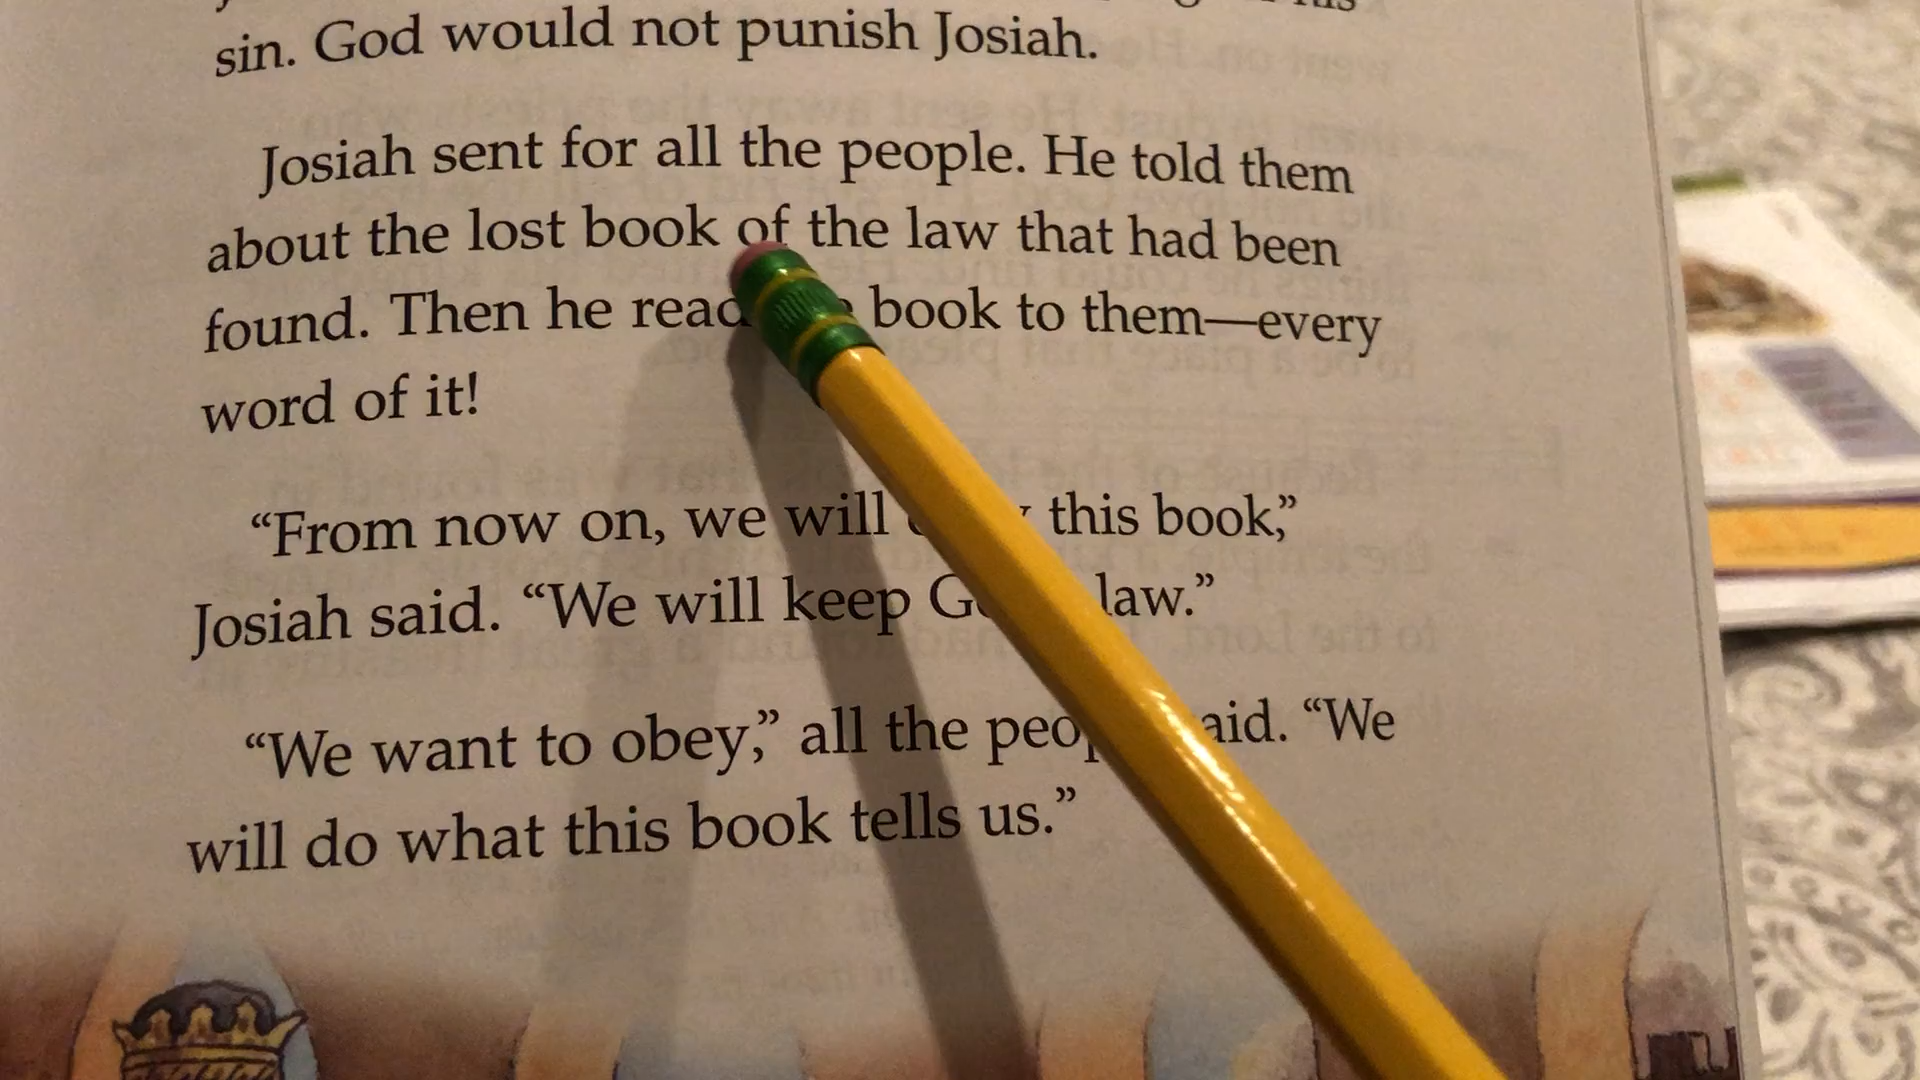 sin. God would not punish Josiah.
Josiah sent for all the people. He told them
about the lost book of the law that had been
found. Then he read book to them—every
word of it!
“From now on, we will this book,”
Josiah said. “We will keep law.”
“We want to obey,” all the said. “We
will do what this book tells us.”